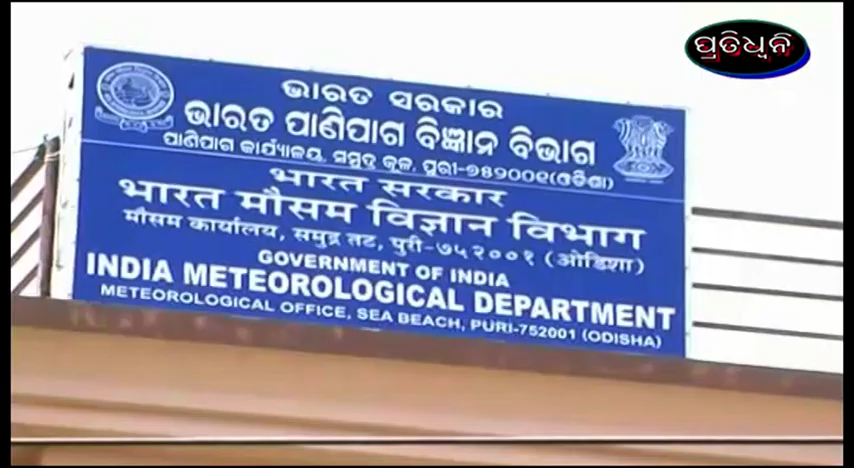 ପ୍ରତିଧ୍ଵନି
ଭାରତ ସରକାର
ଭାରତ ପାଣିପାଗ ବିଜ୍ଞାନ ବିଭାଗ
ପାଣିପାଗ କାର୍ଯ୍ୟାଳୟ, ସମୁଦ୍ର କୂଳ, ପୁରୀ-୭୫୨୦୦୧(ଓଡିଶା)
भारत सरकार
भारत मौसम विज्ञान विभाग
मौसम कार्यालय, समुद्र तट, पुरी-७५२००१ (ओडिशा)
GOVERNMENT OF INDIA
INDIA METEOROLOGICAL DEPARTMENT
METEOROLOGICAL OFFICE, SEA BEACH, PURI-752001 (ODISHA)